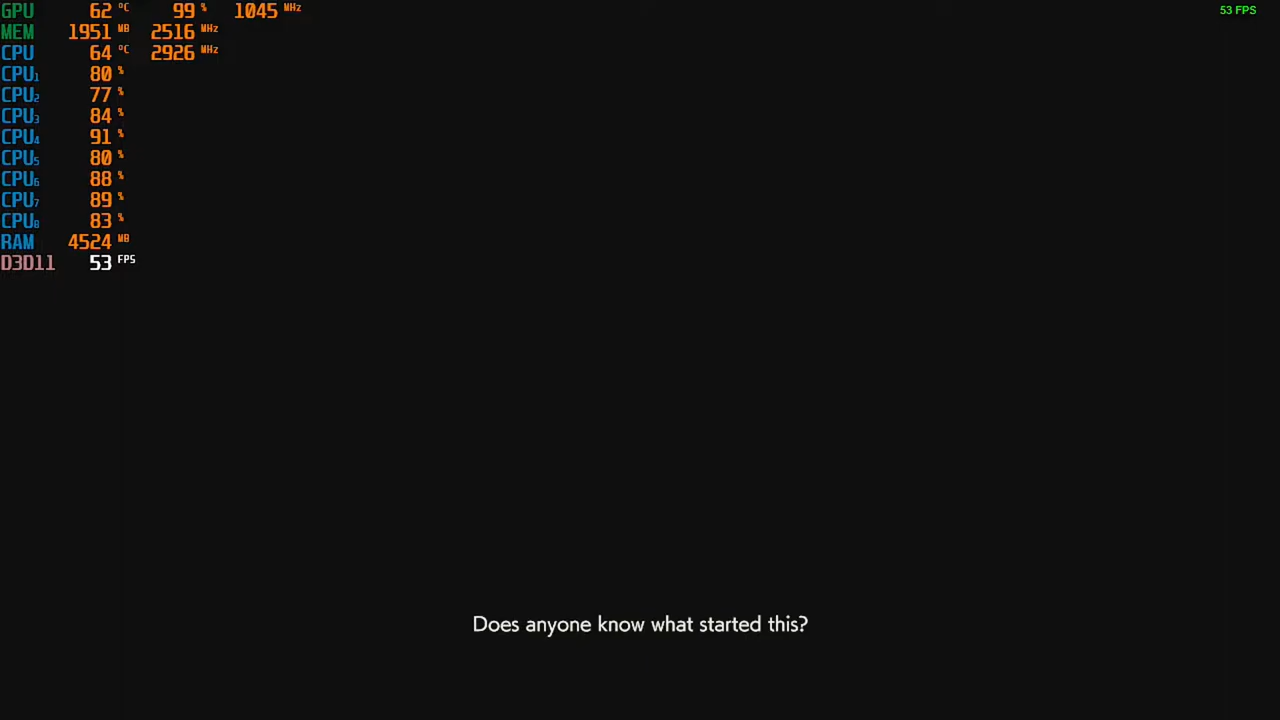 GPU 62 °C 99 % 1045 MHz
53 FPS
MEM 1951 MB 2516 MHz
CPU 64 °C 2926 MHz
CPU1 80 %
CPU2 77 %
CPU3 84 %
CPU4 91 %
CPU5 80 %
CPU6 88 %
CPU7 89 %
CPU8 83 %
RAM 4524 MB
D3D11 53 FPS
Does anyone know what started this?